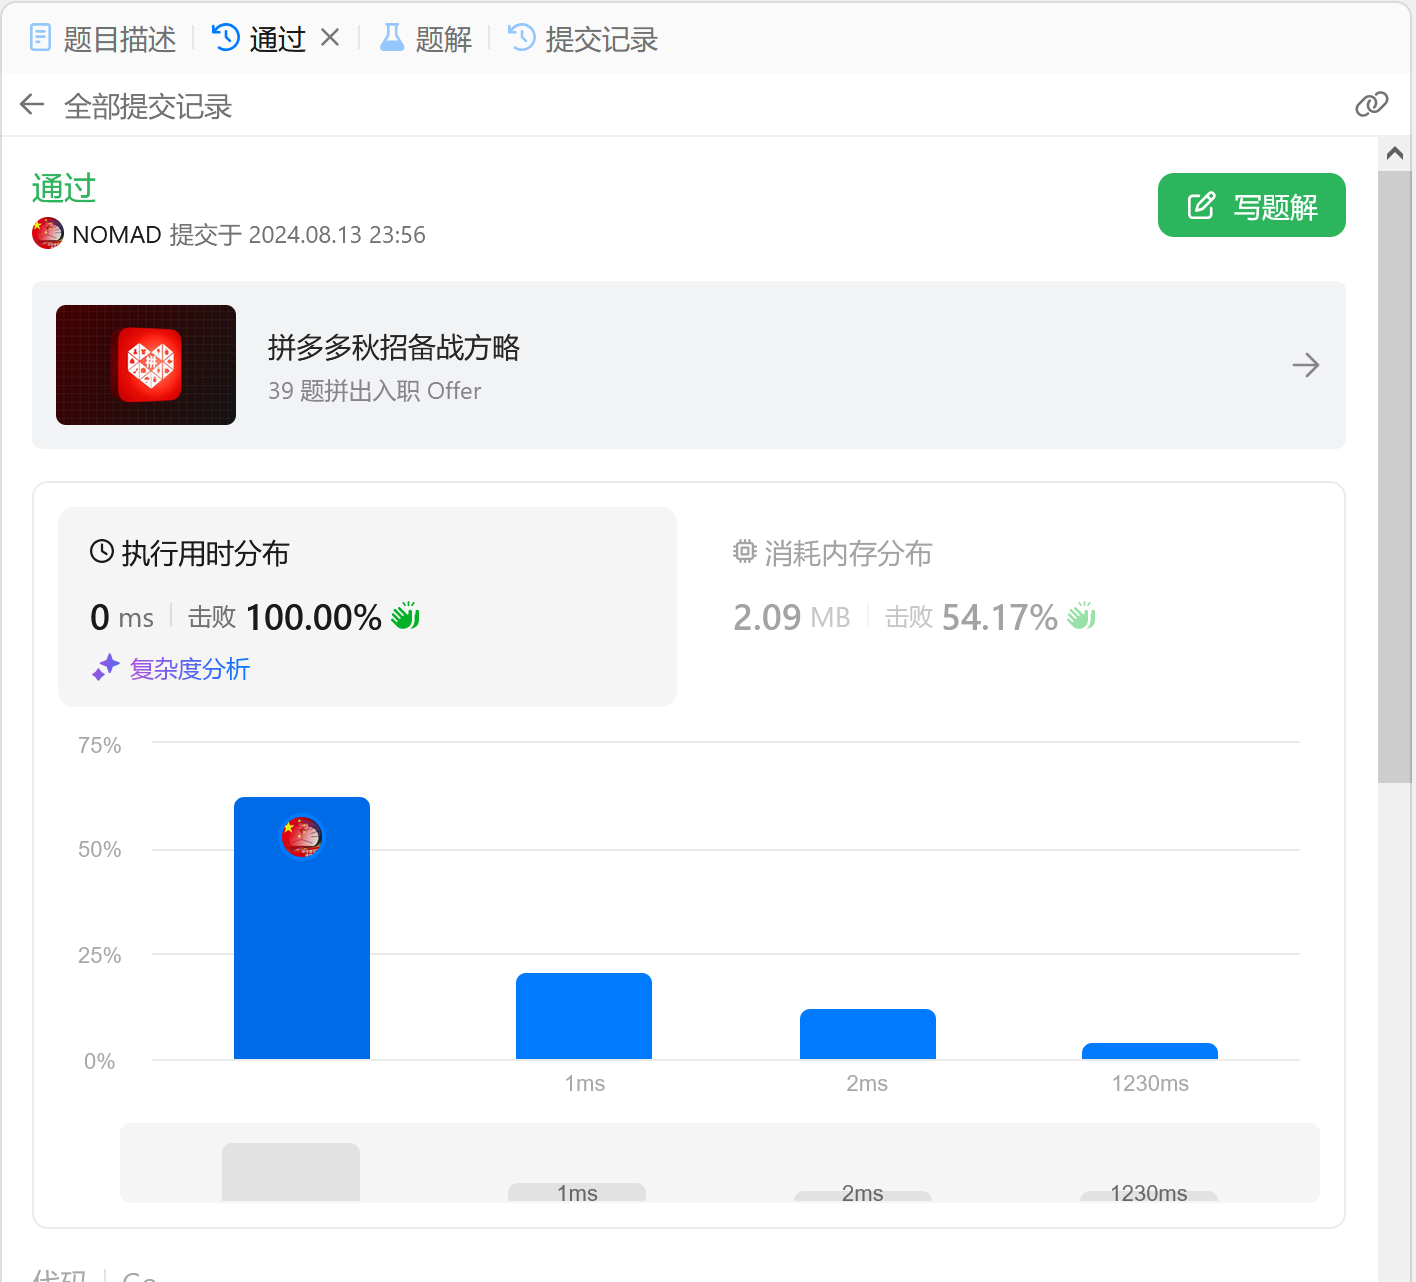 题目描述 通过 题解 提交记录
全部提交记录
通过
写题解
NOMAD 提交于 2024.08.13 23:56
拼
拼多多秋招备战方略
39 题拼出入职 Offer
执行用时分布
0 ms 击败 100.00%
复杂度分析
消耗内存分布
2.09 MB 击败 54.17%
75%
50%
25%
0%
1ms 2ms 1230ms
1ms 2ms 1230ms
代码 Go